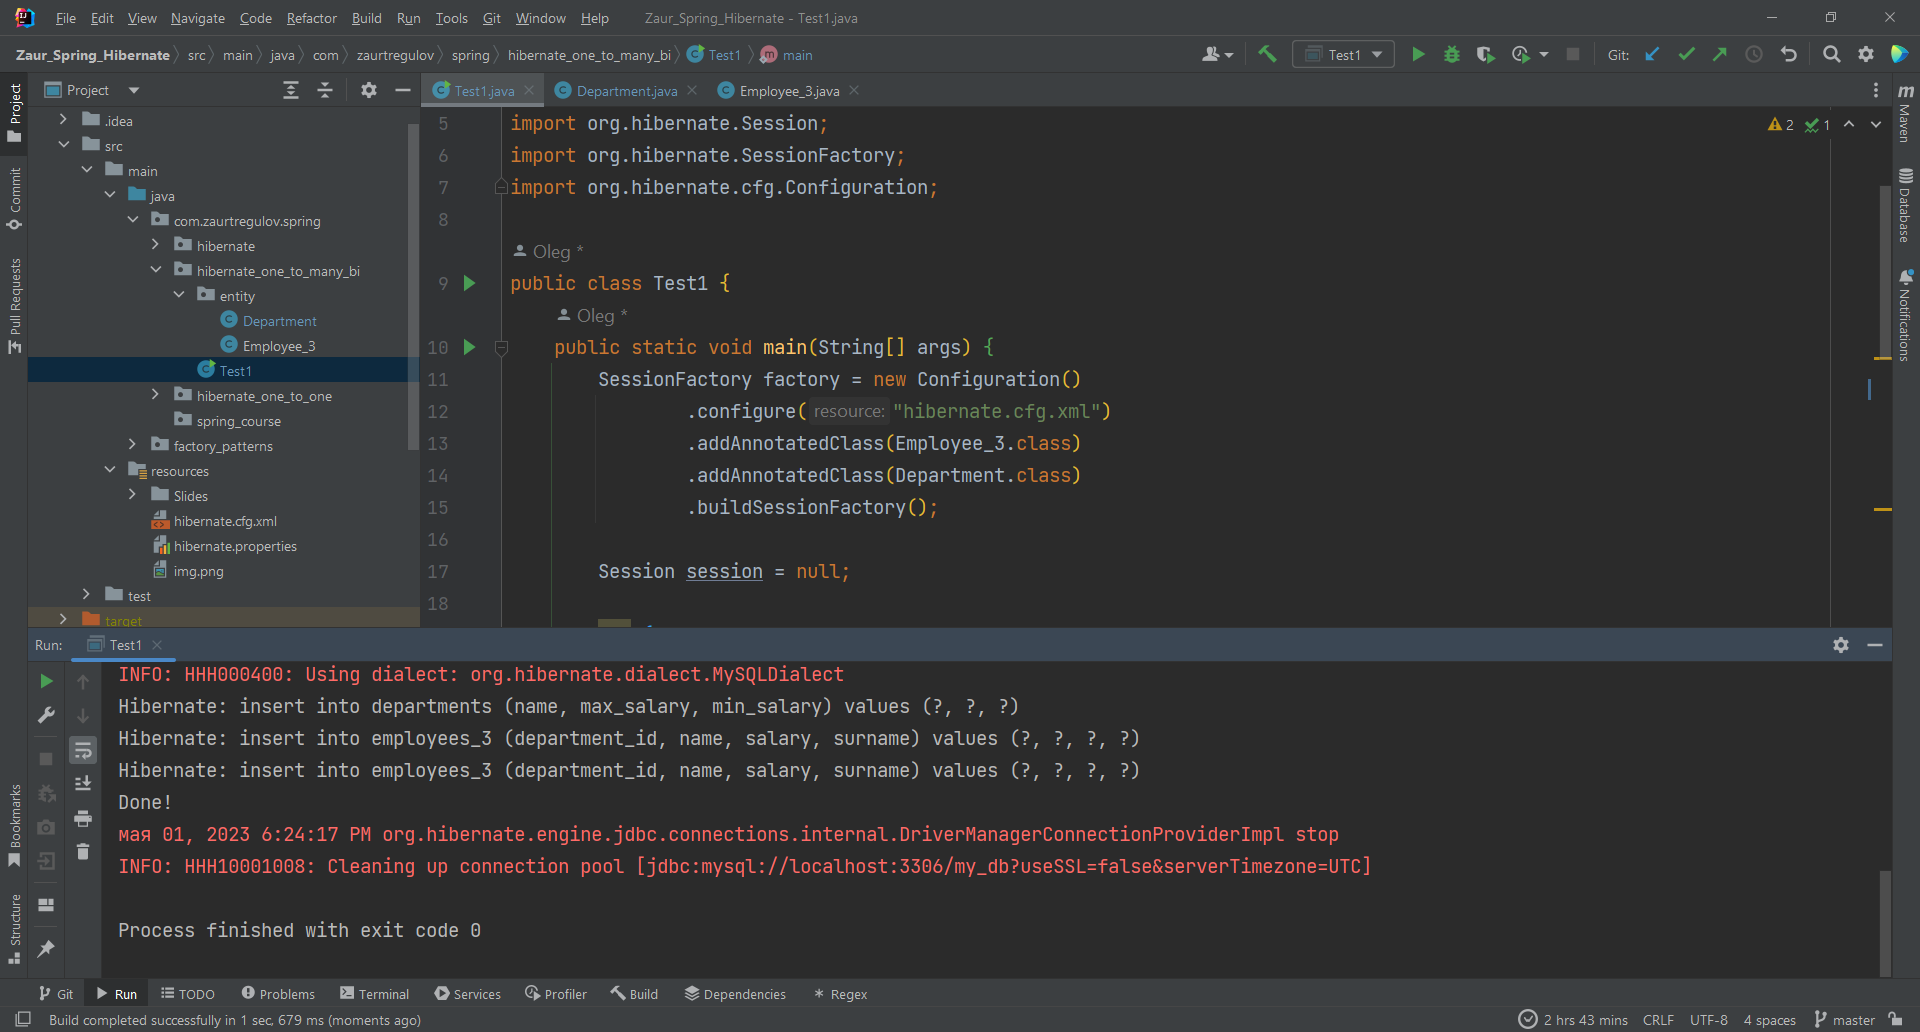 File Edit View Navigate Code Refactor Build Run Tools Git Window Help Zaur_Spring_Hibernate - Test1.java
Zaur_Spring_Hibernate src main java com zaurtregulov spring hibernate_one_to_many_bi Test1 main Test1 Git:
Project
Test1.java Department.java Employee_3.java
Project
Commit
Pull Requests
Bookmarks
Structure
.idea
src
main
java
com.zaurtregulov.spring
hibernate
hibernate_one_to_many_bi
entity
Department
Employee_3
Test1
hibernate_one_to_one
spring_course
factory_patterns
resources
Slides
hibernate.cfg.xml
hibernate.properties
img.png
test
target
2 1
5 import org.hibernate.Session;
6 import org.hibernate.SessionFactory;
7 import org.hibernate.cfg.Configuration;
8
Oleg *
9 public class Test1 {
Oleg *
10 public static void main(String[] args) {
11 SessionFactory factory = new Configuration()
12 .configure( resource: "hibernate.cfg.xml")
13 .addAnnotatedClass(Employee_3.class)
14 .addAnnotatedClass(Department.class)
15 .buildSessionFactory();
16
17 Session session = null;
18
Maven
Database
Notifications
Run: Test1
INFO: HHH000400: Using dialect: org.hibernate.dialect.MySQLDialect
Hibernate: insert into departments (name, max_salary, min_salary) values (?, ?, ?)
Hibernate: insert into employees_3 (department_id, name, salary, surname) values (?, ?, ?, ?)
Hibernate: insert into employees_3 (department_id, name, salary, surname) values (?, ?, ?, ?)
Done!
мая 01, 2023 6:24:17 PM org.hibernate.engine.jdbc.connections.internal.DriverManagerConnectionProviderImpl stop
INFO: HHH10001008: Cleaning up connection pool [jdbc:mysql://localhost:3306/my_db?useSSL=false&serverTimezone=UTC]
Process finished with exit code 0
Git Run TODO Problems Terminal Services Profiler Build Dependencies Regex
Build completed successfully in 1 sec, 679 ms (moments ago) 2 hrs 43 mins CRLF UTF-8 4 spaces master